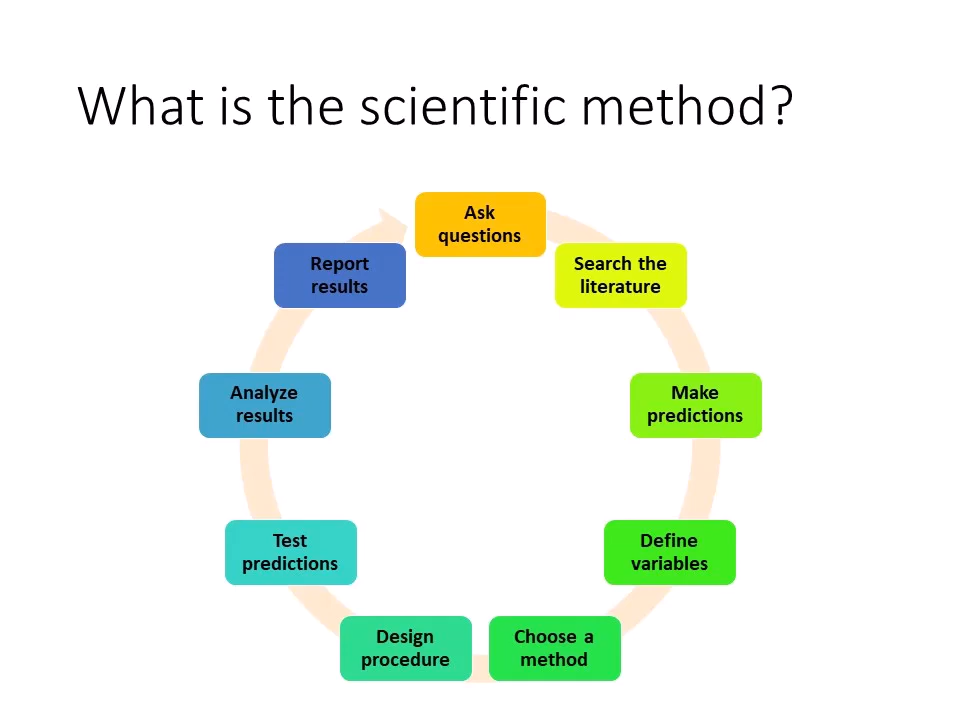 What is the scientific method?
Ask
questions
Search the
literature
Make
predictions
Define
variables
Choose a
method
Design
procedure
Test
predictions
Analyze
results
Report
results